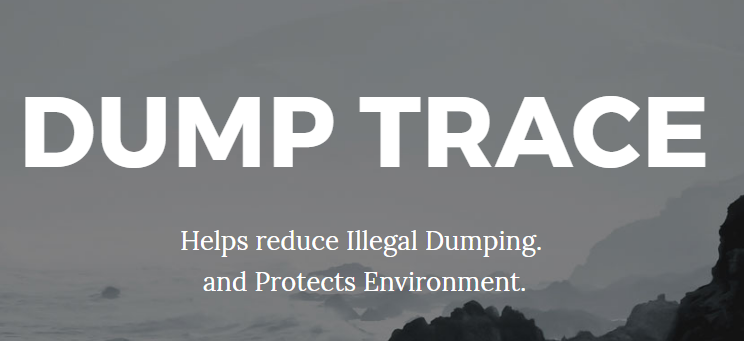 DUMP TRACE
Helps reduce Illegal Dumping.
and Protects Environment.